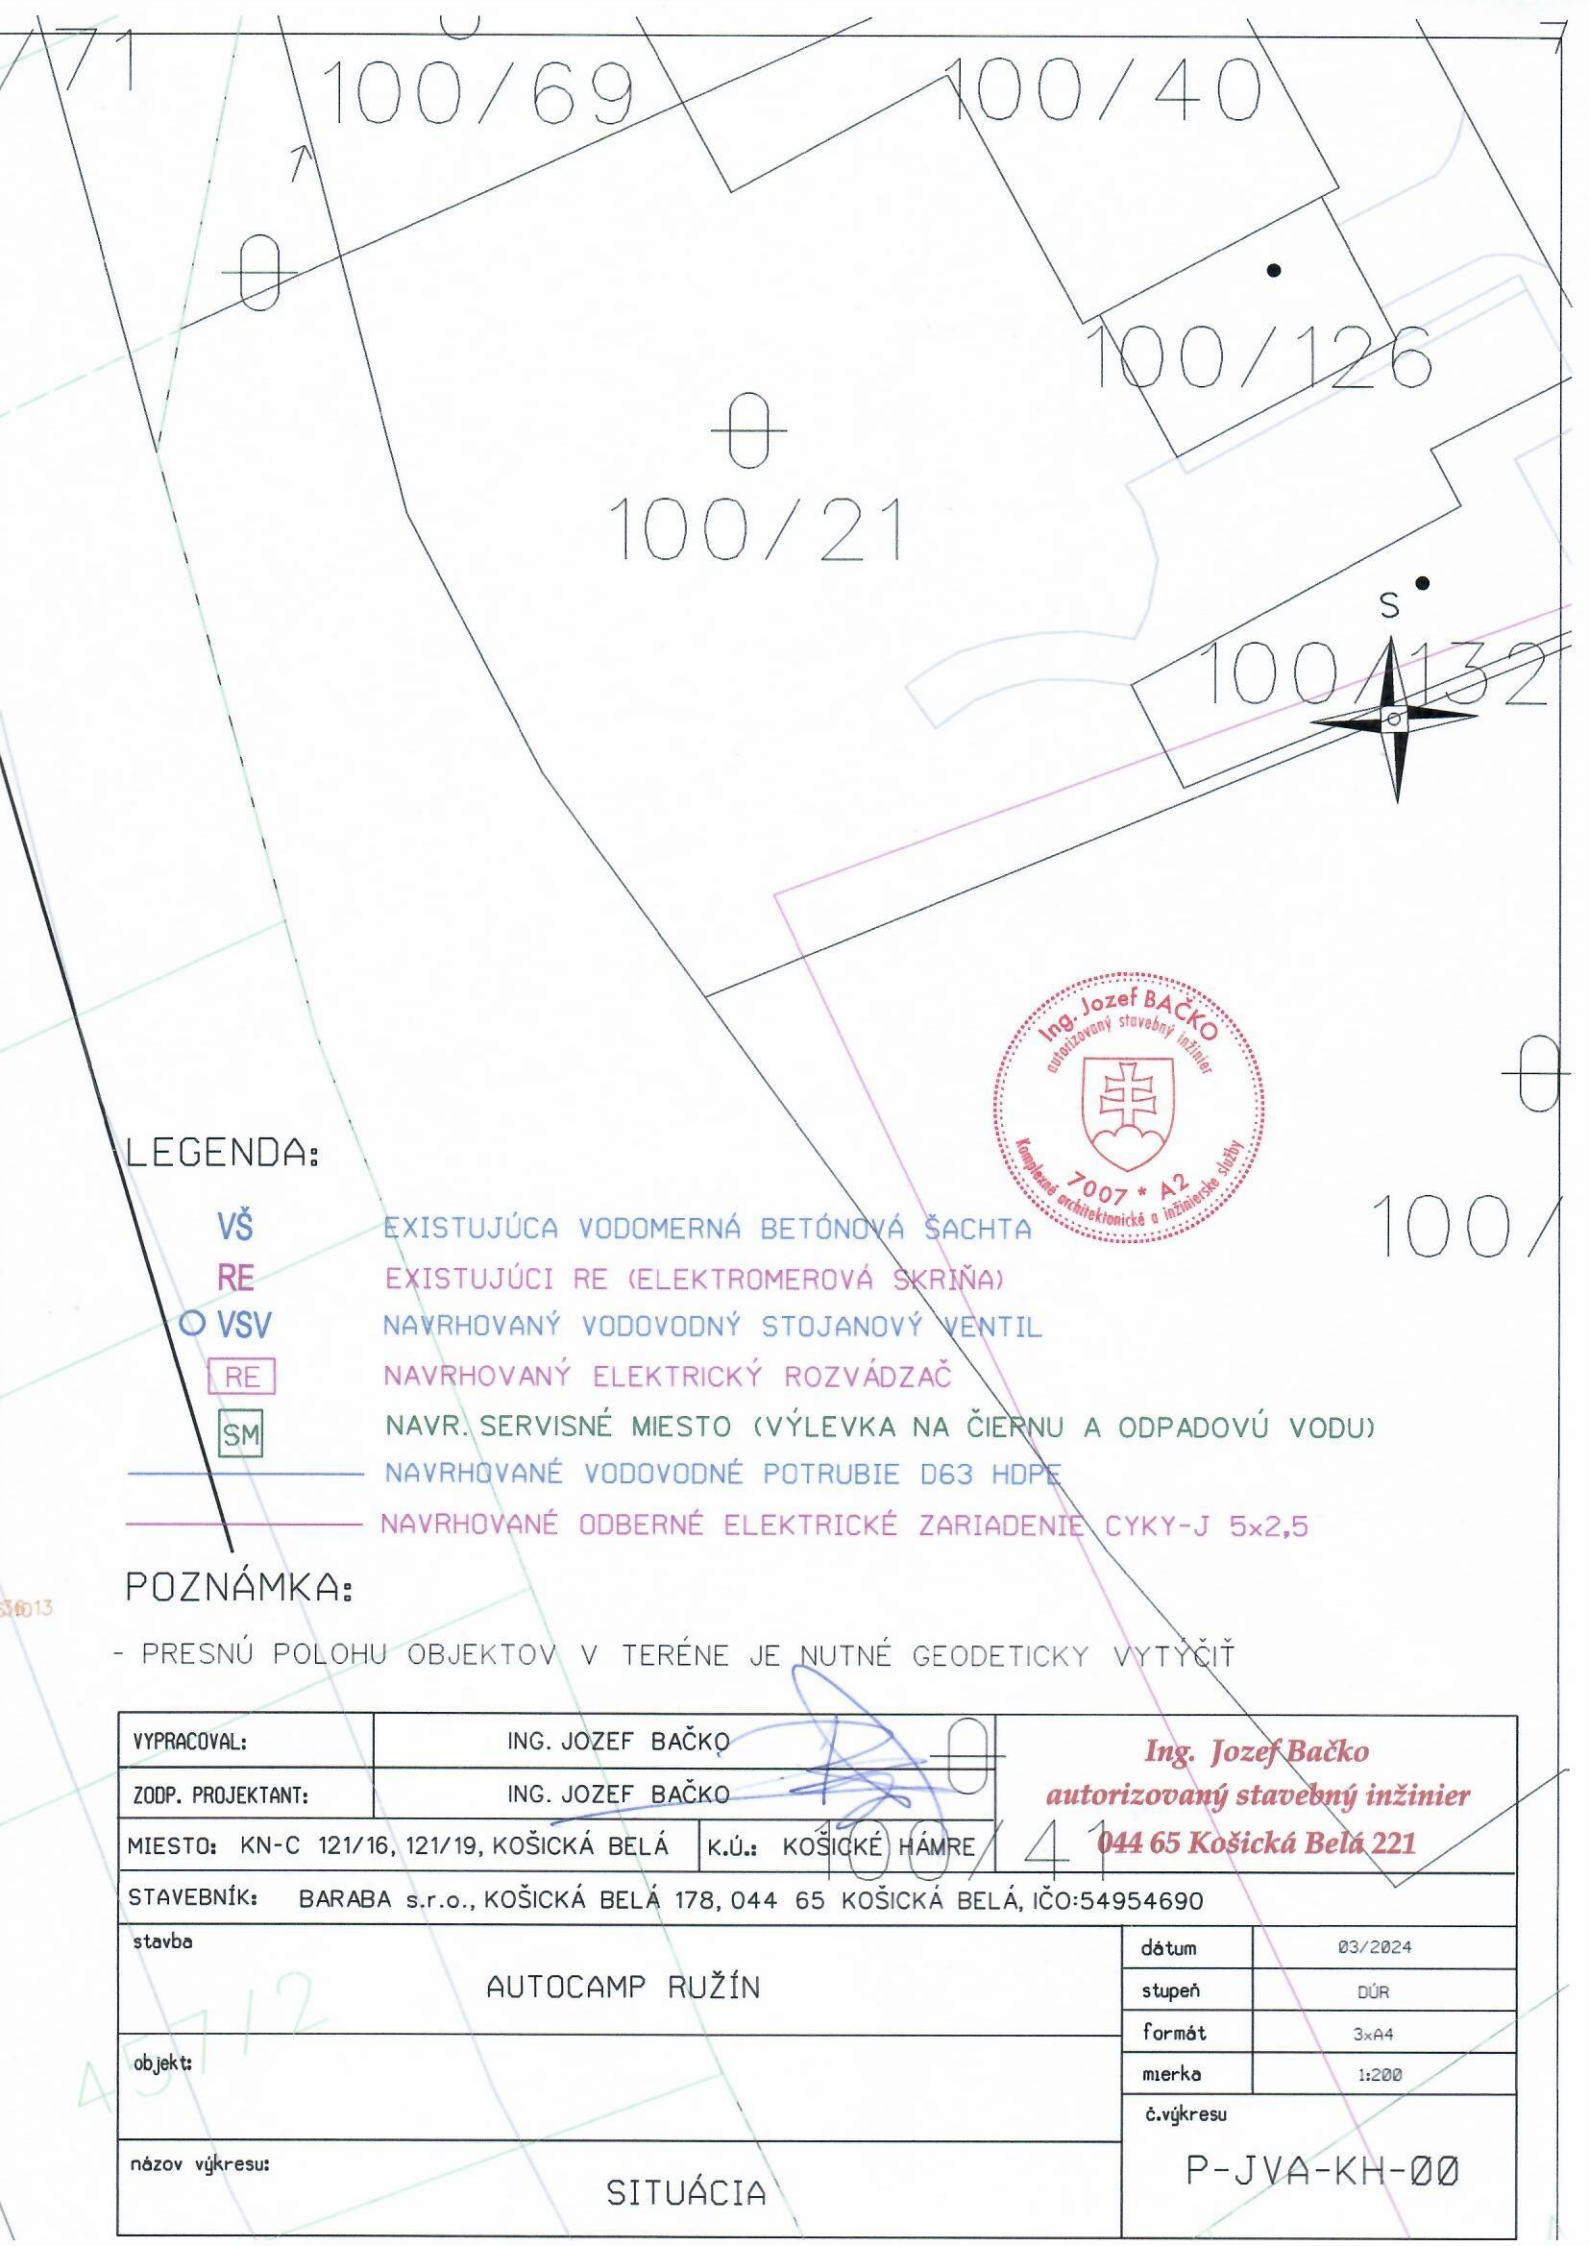 /71
100/69
100/40
7
100/126
100/21
S
100/132
Ing. Jozef BAČKO
autorizovaný stavebný inžinier
7007 * A2
Komplexné architektonické a inžinierske služby
100/
LEGENDA:
VŠ EXISTUJÚCA VODOMERNÁ BETÓNOVÁ ŠACHTA
RE EXISTUJÚCI RE (ELEKTROMEROVÁ SKRIŇA)
VSV NAVRHOVANÝ VODOVODNÝ STOJANOVÝ VENTIL
RE NAVRHOVANÝ ELEKTRICKÝ ROZVÁDZAČ
SM NAVR. SERVISNÉ MIESTO (VÝLEVKA NA ČIERNU A ODPADOVÚ VODU)
NAVRHOVANÉ VODOVODNÉ POTRUBIE D63 HDPE
NAVRHOVANÉ ODBERNÉ ELEKTRICKÉ ZARIADENIE CYKY-J 5x2,5
POZNÁMKA:
- PRESNÚ POLOHU OBJEKTOV V TERÉNE JE NUTNÉ GEODETICKY VYTÝČIŤ
VYPRACOVAL: ING. JOZEF BAČKO
ZODP. PROJEKTANT: ING. JOZEF BAČKO
Ing. Jozef Bačko
autorizovaný stavebný inžinier
044 65 Košická Belá 221
MIESTO: KN-C 121/16, 121/19, KOŠICKÁ BELÁ K.Ú.: KOŠICKÉ HÁMRE
100/41
STAVEBNÍK: BARABA s.r.o., KOŠICKÁ BELÁ 178, 044 65 KOŠICKÁ BELÁ, IČO:54954690
stavba
AUTOCAMP RUŽÍN
dátum 03/2024
stupeň DÚR
formát 3xA4
mierka 1:200
457/2
objekt:
č.výkresu
P-JVA-KH-00
názov výkresu:
SITUÁCIA